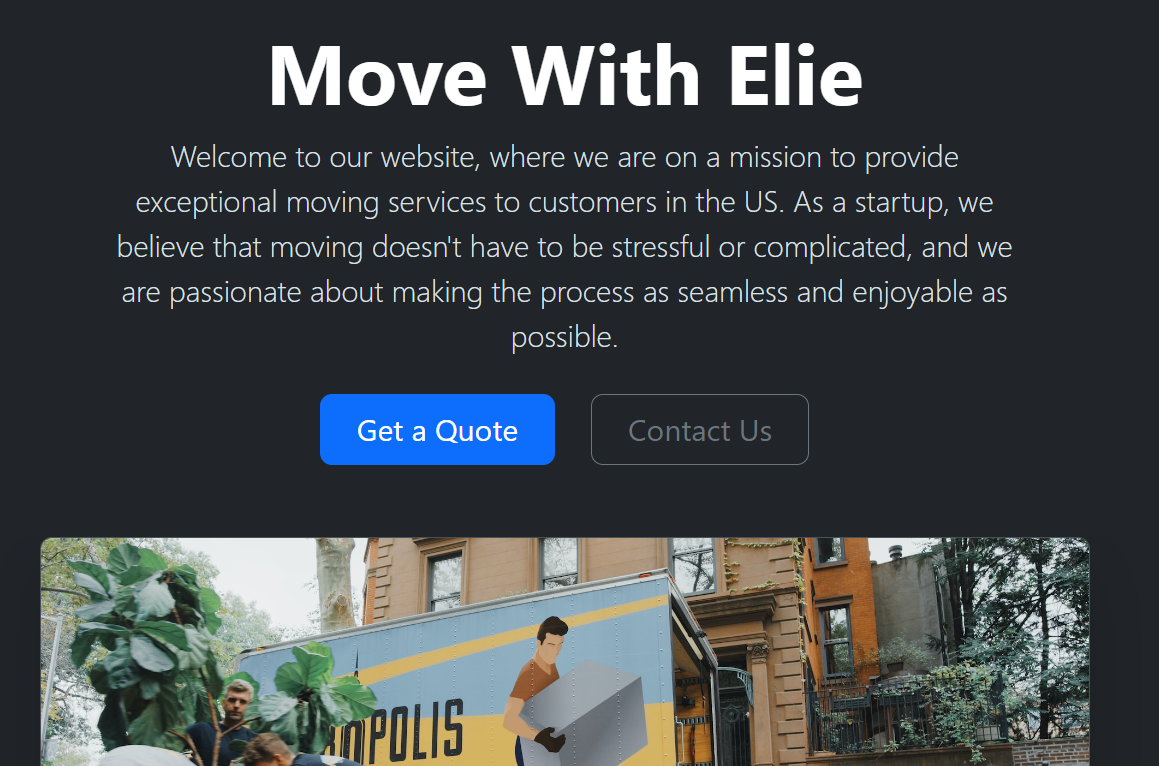 Move With Elie
Welcome to our website, where we are on a mission to provide
exceptional moving services to customers in the US. As a startup, we
believe that moving doesn't have to be stressful or complicated, and we
are passionate about making the process as seamless and enjoyable as
possible.
Get a Quote
Contact Us
OPOLIS